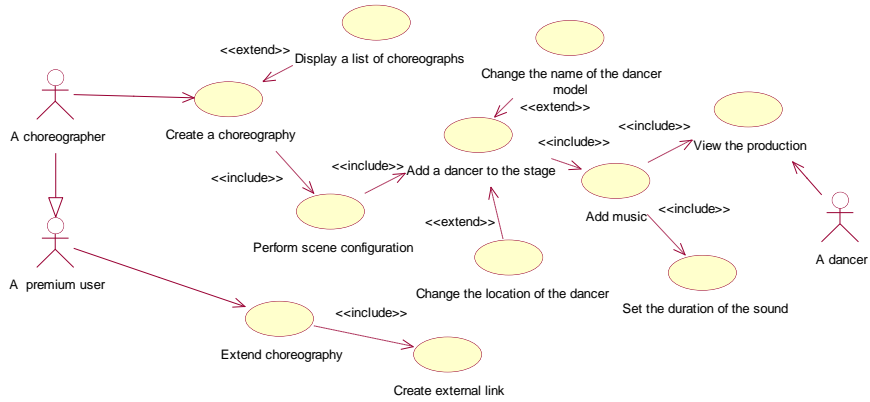 <<extend>>
Display a list of choreographs
Change the name of the dancer
model
<<extend>>
A choreographer
Create a choreography
<<include>>
<<include>>
Add a dancer to the stage
<<include>>
<<include>>
View the production
<<include>>
Add music
<<extend>>
Perform scene configuration
A dancer
A  premium user
Change the location of the dancer
Set the duration of the sound
<<include>>
Extend choreography
Create external link